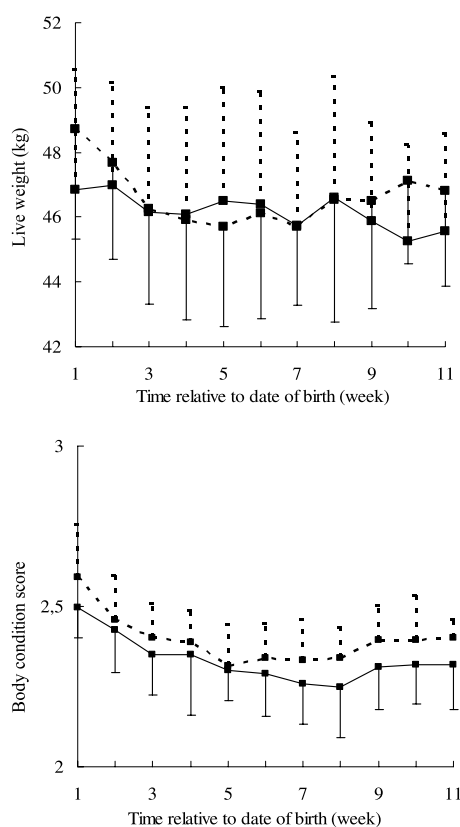 52
50
48
46
44
42
Live weight (kg)
1 3 5 7 9 11
Time relative to date of birth (week)
3
2,5
2
Body condition score
1 3 5 7 9 11
Time relative to date of birth (week)